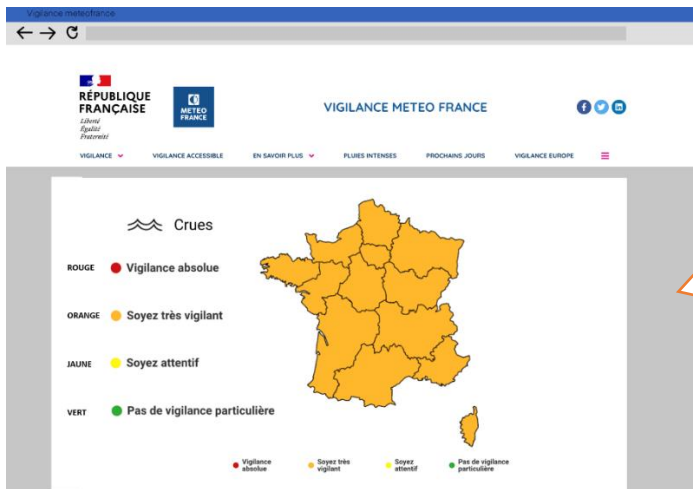 Vigilance meteofrance
RÉPUBLIQUE
FRANÇAISE
Liberté
Égalité
Fraternité
METEO
FRANCE
VIGILANCE METEO FRANCE
VIGILANCE
VIGILANCE ACCESSIBLE
EN SAVOIR PLUS
PLUIES INTENSES
PROCHAINS JOURS
VIGILANCE EUROPE
Crues
ROUGE Vigilance absolue
ORANGE Soyez très vigilant
JAUNE Soyez attentif
VERT Pas de vigilance particulière
Vigilance
absolue
Soyez très
vigilant
Soyez
attentif
Pas de vigilance
particulière